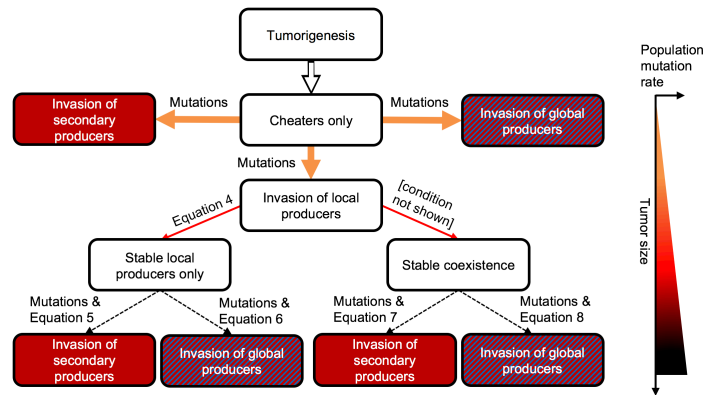 Tumorigenesis
Population
mutation
rate
Invasion of
secondary
producers
Mutations
Cheaters only
Mutations
Invasion of global
producers
Mutations
Invasion of local
producers
Equation 4
[condition
not shown]
Tumor size
Stable local
producers only
Stable coexistence
Mutations &
Equation 5
Mutations &
Equation 6
Mutations &
Equation 7
Mutations &
Equation 8
Invasion of
secondary
producers
Invasion of global
producers
Invasion of
secondary
producers
Invasion of global
producers